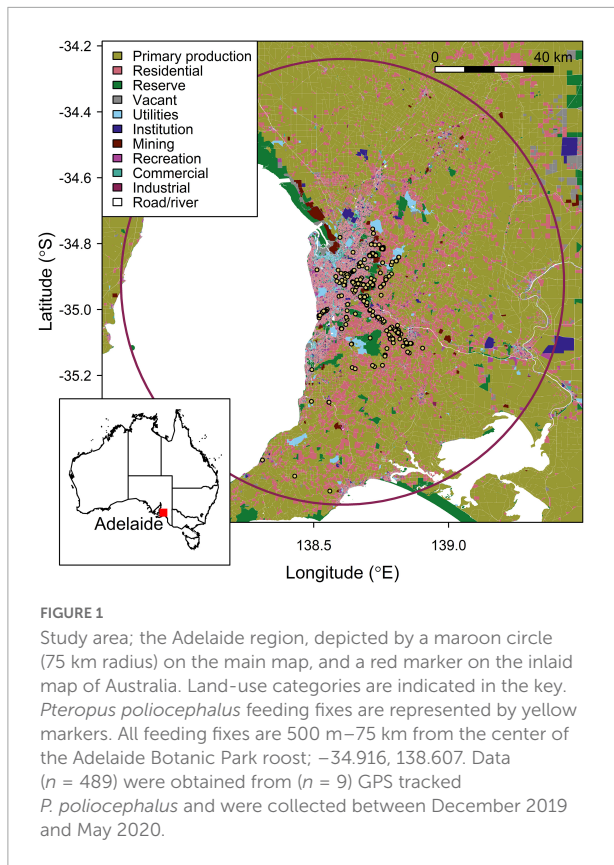 -34.2
-34.4
-34.6
-34.8
-35.0
-35.2
Latitude (°S)
Primary production
Residential
Reserve
Vacant
Utilities
Institution
Mining
Recreation
Commercial
Industrial
Road/river
0 40 km
Adelaide
138.5 139.0
Longitude (°E)
FIGURE 1
Study area; the Adelaide region, depicted by a maroon circle
(75 km radius) on the main map, and a red marker on the inlaid
map of Australia. Land-use categories are indicated in the key.
Pteropus poliocephalus feeding fixes are represented by yellow
markers. All feeding fixes are 500 m–75 km from the center of
the Adelaide Botanic Park roost; −34.916, 138.607. Data
(n = 489) were obtained from (n = 9) GPS tracked
P. poliocephalus and were collected between December 2019
and May 2020.